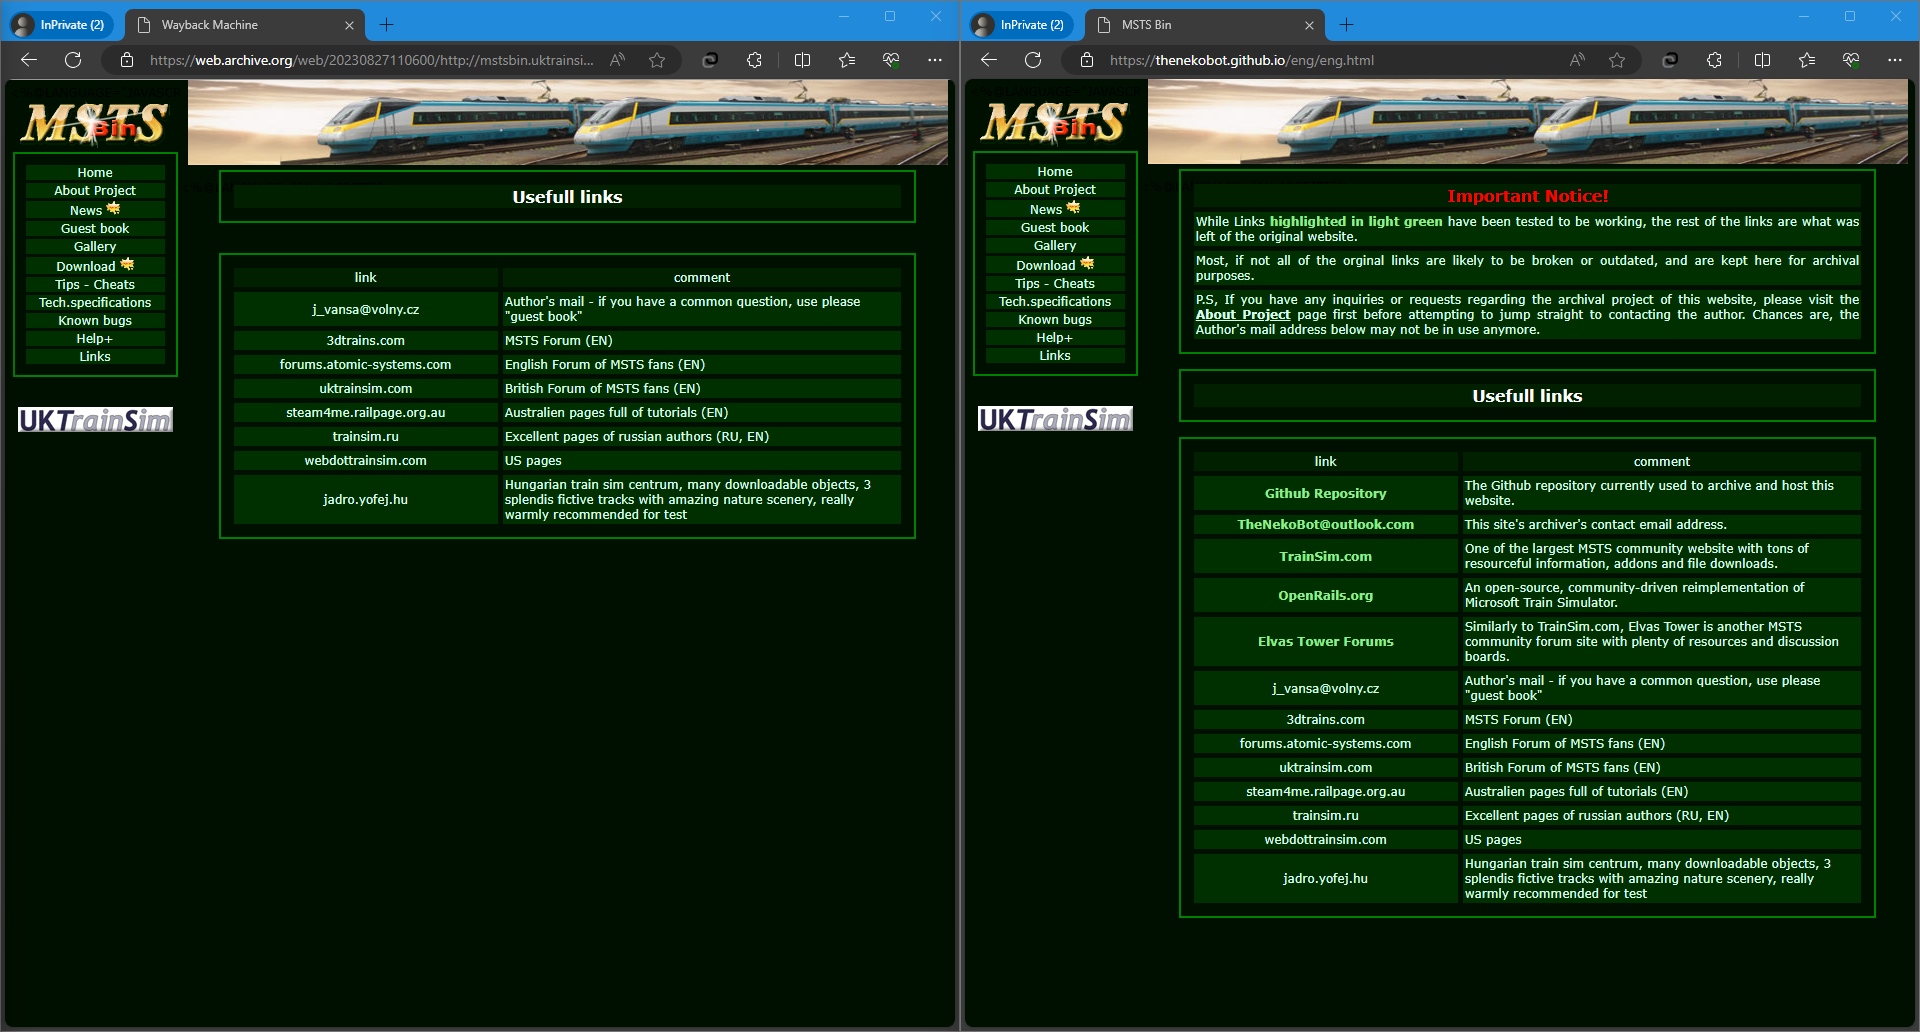 InPrivate (2)
Wayback Machine
https://web.archive.org/web/20230827110600/http://mstsbin.uktrainsi...
MSTS
Bin
Home
About Project
News
Guest book
Gallery
Download
Tips - Cheats
Tech.specifications
Known bugs
Help+
Links
UKTrainSim
Usefull links
link comment
j_vansa@volny.cz Author's mail - if you have a common question, use please
"guest book"
3dtrains.com MSTS Forum (EN)
forums.atomic-systems.com English Forum of MSTS fans (EN)
uktrainsim.com British Forum of MSTS fans (EN)
steam4me.railpage.org.au Australien pages full of tutorials (EN)
trainsim.ru Excellent pages of russian authors (RU, EN)
webdottrainsim.com US pages
jadro.yofej.hu Hungarian train sim centrum, many downloadable objects, 3
splendis fictive tracks with amazing nature scenery, really
warmly recommended for test
InPrivate (2)
MSTS Bin
https://thenekobot.github.io/eng/eng.html
MSTS
Bin
Home
About Project
News
Guest book
Gallery
Download
Tips - Cheats
Tech.specifications
Known bugs
Help+
Links
UKTrainSim
Important Notice!
While Links highlighted in light green have been tested to be working, the rest of the links are what was
left of the original website.
Most, if not all of the orginal links are likely to be broken or outdated, and are kept here for archival
purposes.
P.S, If you have any inquiries or requests regarding the archival project of this website, please visit the
About Project page first before attempting to jump straight to contacting the author. Chances are, the
Author's mail address below may not be in use anymore.
Usefull links
link comment
Github Repository The Github repository currently used to archive and host this
website.
TheNekoBot@outlook.com This site's archiver's contact email address.
TrainSim.com One of the largest MSTS community website with tons of
resourceful information, addons and file downloads.
OpenRails.org An open-source, community-driven reimplementation of
Microsoft Train Simulator.
Elvas Tower Forums Similarly to TrainSim.com, Elvas Tower is another MSTS
community forum site with plenty of resources and discussion
boards.
j_vansa@volny.cz Author's mail - if you have a common question, use please
"guest book"
3dtrains.com MSTS Forum (EN)
forums.atomic-systems.com English Forum of MSTS fans (EN)
uktrainsim.com British Forum of MSTS fans (EN)
steam4me.railpage.org.au Australien pages full of tutorials (EN)
trainsim.ru Excellent pages of russian authors (RU, EN)
webdottrainsim.com US pages
jadro.yofej.hu Hungarian train sim centrum, many downloadable objects, 3
splendis fictive tracks with amazing nature scenery, really
warmly recommended for test